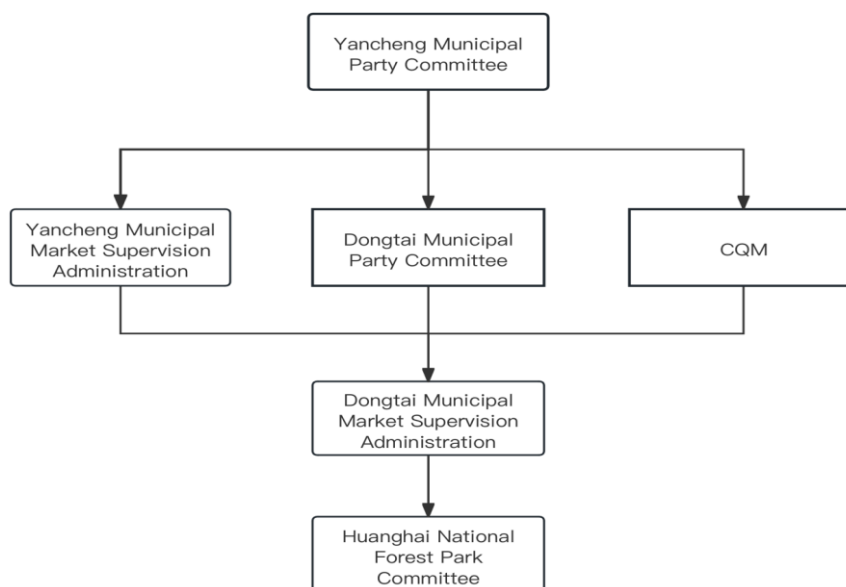 Yancheng Municipal
Party Committee
Yancheng Municipal
Market Supervision
Administration
Dongtai Municipal
Party Committee
CQM
Dongtai Municipal
Market Supervision
Administration
Huanghai National
Forest Park
Committee